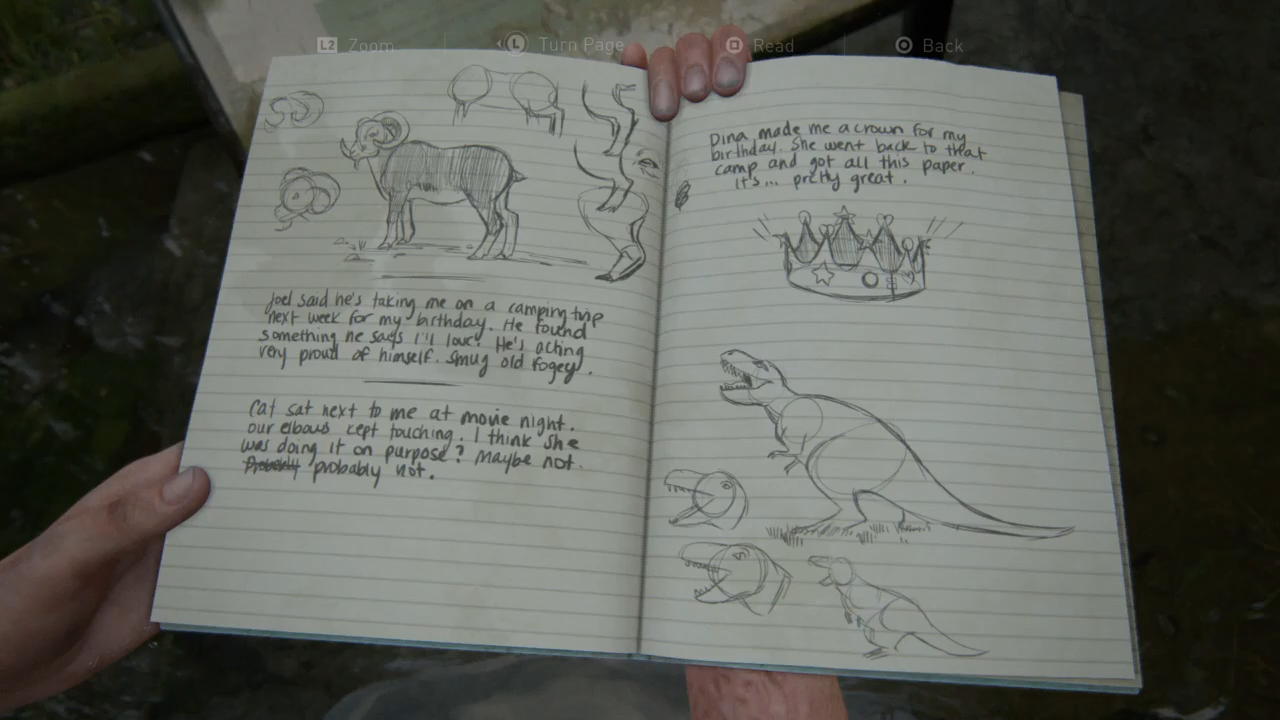 L2 Zoom
L Turn Page
Read
Back
Joel said he's taking me on a camping trip
next week for my birthday. He found
something he says I'll love. He's acting
very proud of himself. Smug old fogey.
Cat sat next to me at movie night.
our elbows kept touching. I think she
was doing it on purpose? Maybe not.
Probably probably not.
Dina made me a crown for my
birthday. She went back to that
camp and got all this paper.
It's... pretty great.